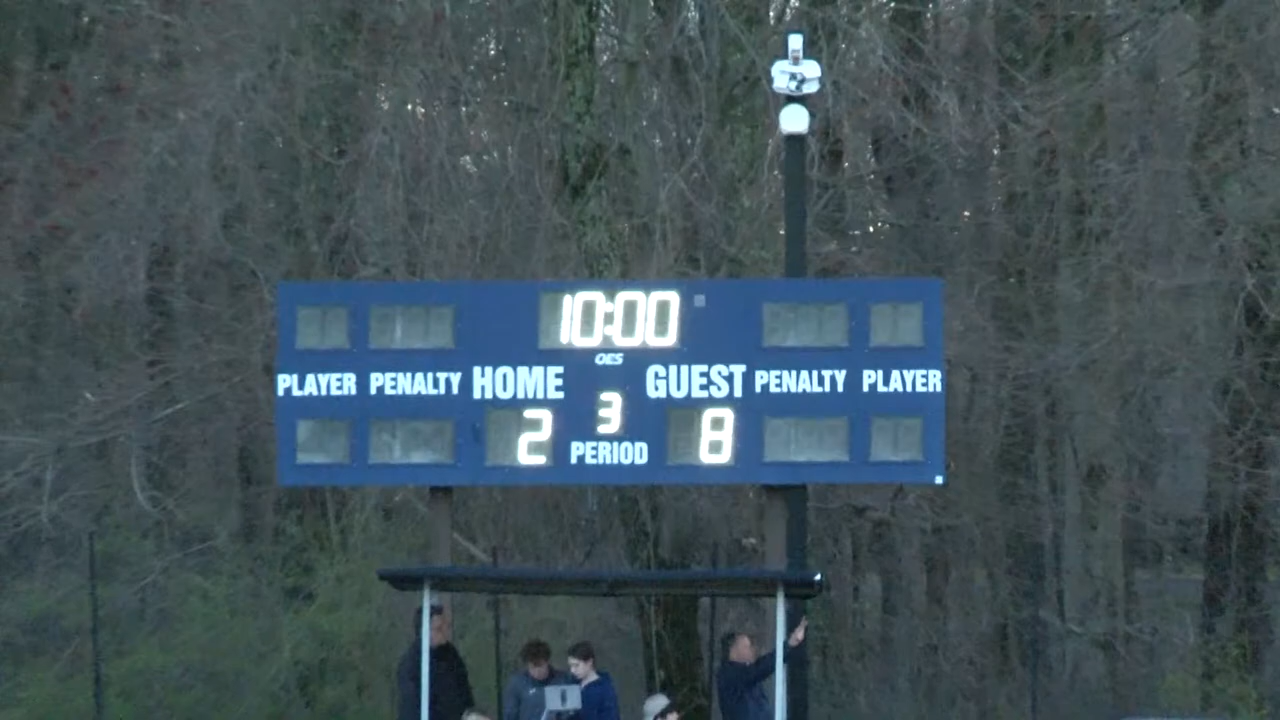 10:00
OES
PLAYER PENALTY HOME GUEST PENALTY PLAYER
2 3 8
PERIOD